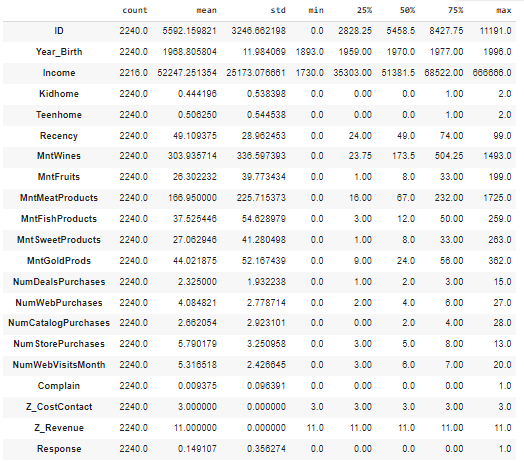 count mean std min 25% 50% 75% max
ID 2240.0 5592.159821 3246.662198 0.0 2828.25 5458.5 8427.75 11191.0
Year_Birth 2240.0 1968.805804 11.984069 1893.0 1959.00 1970.0 1977.00 1996.0
Income 2216.0 52247.251354 25173.076661 1730.0 35303.00 51381.5 68522.00 666666.0
Kidhome 2240.0 0.444196 0.538398 0.0 0.00 0.0 1.00 2.0
Teenhome 2240.0 0.506250 0.544538 0.0 0.00 0.0 1.00 2.0
Recency 2240.0 49.109375 28.962453 0.0 24.00 49.0 74.00 99.0
MntWines 2240.0 303.935714 336.597393 0.0 23.75 173.5 504.25 1493.0
MntFruits 2240.0 26.302232 39.773434 0.0 1.00 8.0 33.00 199.0
MntMeatProducts 2240.0 166.950000 225.715373 0.0 16.00 67.0 232.00 1725.0
MntFishProducts 2240.0 37.525446 54.628979 0.0 3.00 12.0 50.00 259.0
MntSweetProducts 2240.0 27.062946 41.280498 0.0 1.00 8.0 33.00 263.0
MntGoldProds 2240.0 44.021875 52.167439 0.0 9.00 24.0 56.00 362.0
NumDealsPurchases 2240.0 2.325000 1.932238 0.0 1.00 2.0 3.00 15.0
NumWebPurchases 2240.0 4.084821 2.778714 0.0 2.00 4.0 6.00 27.0
NumCatalogPurchases 2240.0 2.662054 2.923101 0.0 0.00 2.0 4.00 28.0
NumStorePurchases 2240.0 5.790179 3.250958 0.0 3.00 5.0 8.00 13.0
NumWebVisitsMonth 2240.0 5.316518 2.426645 0.0 3.00 6.0 7.00 20.0
Complain 2240.0 0.009375 0.096391 0.0 0.00 0.0 0.00 1.0
Z_CostContact 2240.0 3.000000 0.000000 3.0 3.00 3.0 3.00 3.0
Z_Revenue 2240.0 11.000000 0.000000 11.0 11.00 11.0 11.00 11.0
Response 2240.0 0.149107 0.356274 0.0 0.00 0.0 0.00 1.0